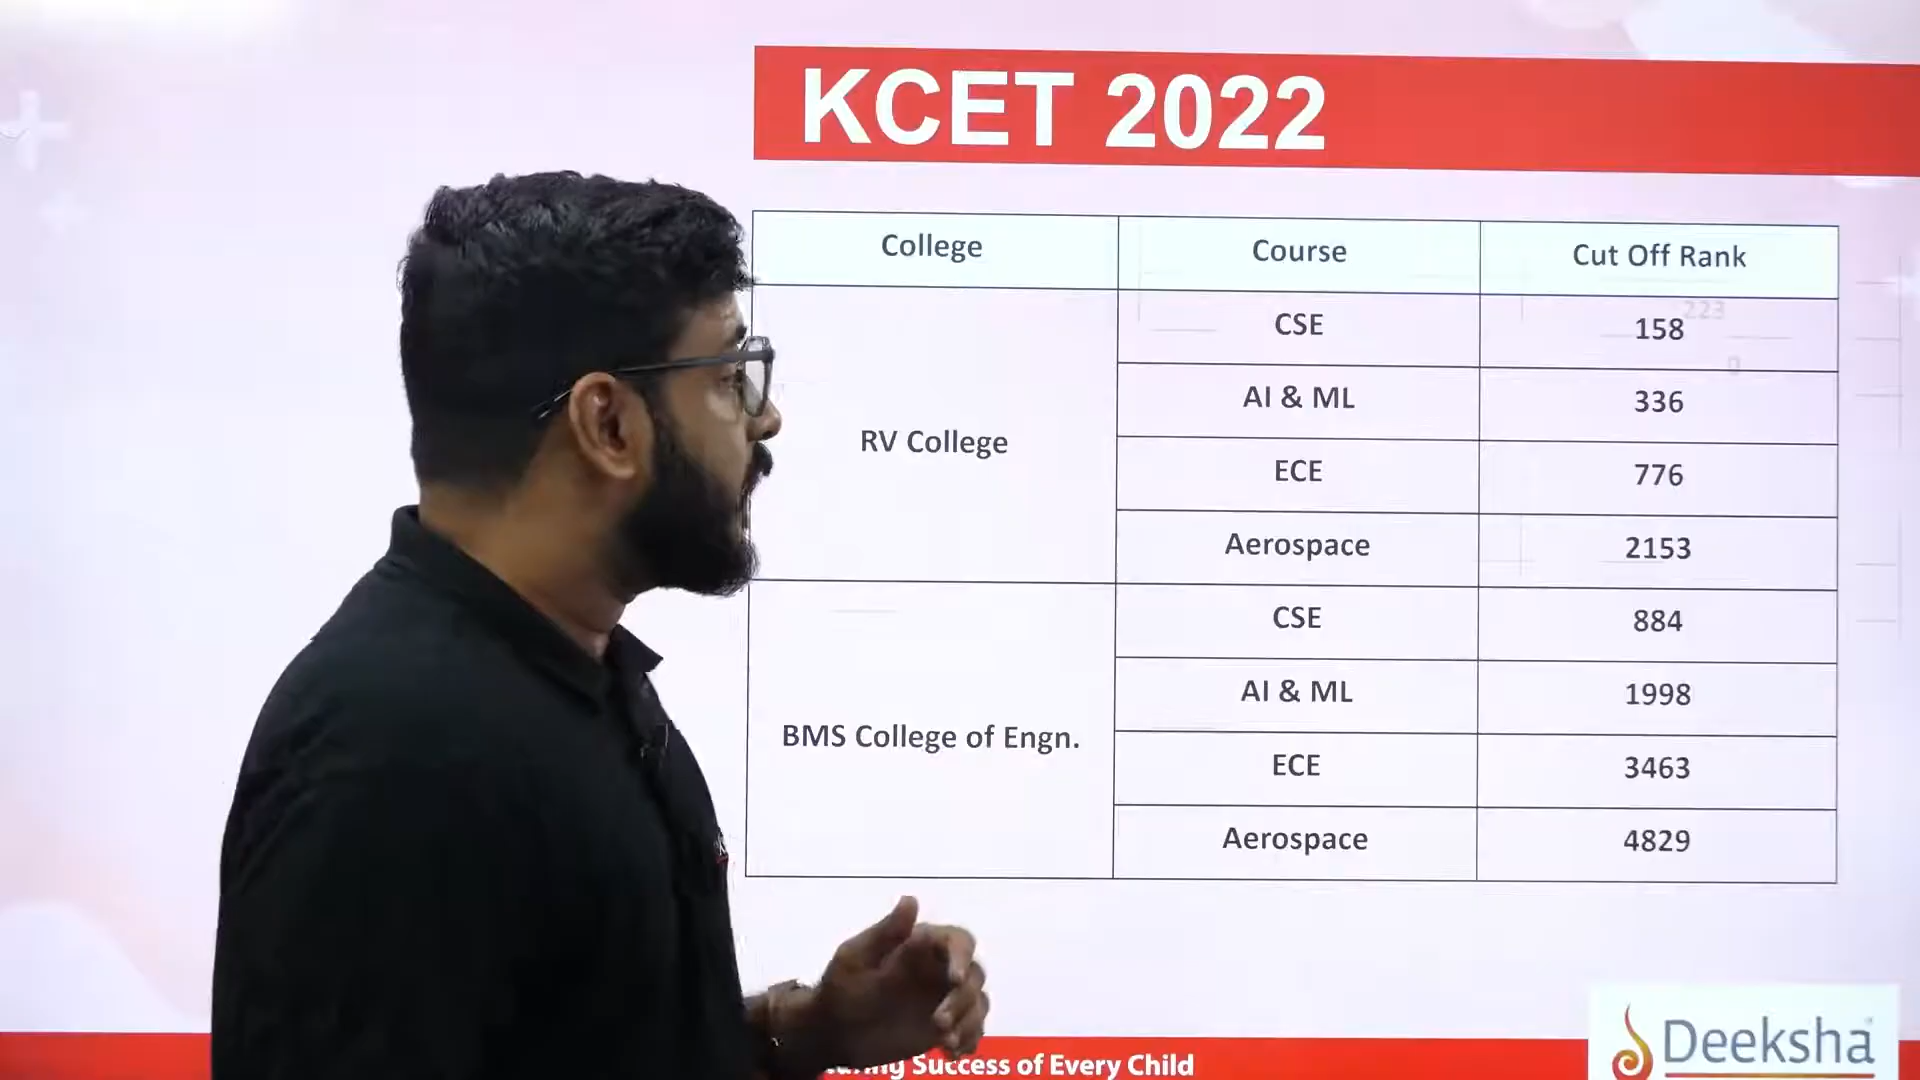 KCET 2022
College Course Cut Off Rank
RV College
CSE 158
AI & ML 336
ECE 776
Aerospace 2153
BMS College of Engn.
CSE 884
AI & ML 1998
ECE 3463
Aerospace 4829
223
Success of Every Child
Deeksha